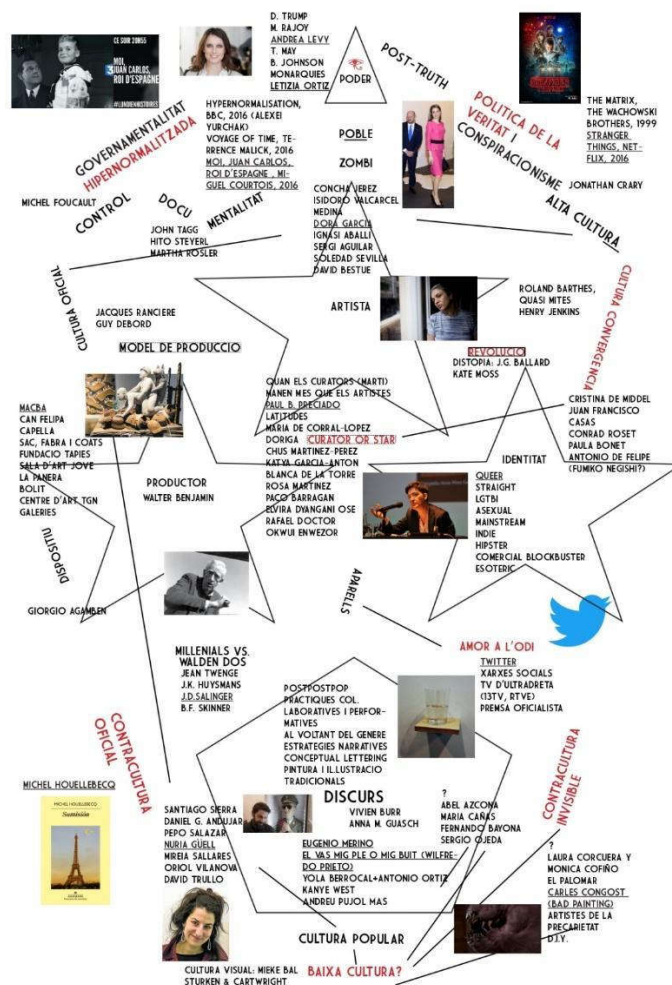 CE SOIR 20H55
MOI,
JUAN CARLOS,
ROI D'ESPAGNE
#LUNDIENHISTOIRES
3
D. TRUMP
M. RAJOY
ANDREA LEVY
T. MAY
B. JOHNSON
MONARQUIES
LETIZIA ORTIZ
PODER
POST-TRUTH
POLITICA DE LA
VERITAT I
CONSPIRACIONISME
THE MATRIX,
THE WACHOWSKI
BROTHERS, 1999
STRANGER
THINGS, NET-
FLIX, 2016
JONATHAN CRARY
ALTA CULTURA
GOVERNAMENTALITAT
HIPERNORMALITZADA
HYPERNORMALISATION,
BBC, 2016 (ALEXEI
YURCHAK)
VOYAGE OF TIME, TE-
RRENCE MALICK, 2016
MOI, JUAN CARLOS,
ROI D'ESPAGNE , MI-
GUEL COURTOIS, 2016
POBLE
ZOMBI
MICHEL FOUCAULT
CONTROL
DOCU
MENTALITAT
JOHN TAGG
HITO STEYERL
MARTHA ROSLER
CONCHA JEREZ
ISIDORO VALCARCEL
MEDINA
DORA GARCIA
IGNASI ABALLI
SERGI AGUILAR
SOLEDAD SEVILLA
DAVID BESTUE
CULTURA OFICIAL
JACQUES RANCIERE
GUY DEBORD
ARTISTA
ROLAND BARTHES,
QUASI MITES
HENRY JENKINS
CULTURA CONVERGENCIA
MODEL DE PRODUCCIO
REVOLUCIO
DISTOPIA: J.G. BALLARD
KATE MOSS
MACBA
CAN FELIPA
CAPELLA
SAC, FABRA I COATS
FUNDACIO TAPIES
SALA D'ART JOVE
LA PANERA
BOLIT
CENTRE D'ART TGN
GALERIES
QUAN ELS CURATORS (MARTI)
MANEN MES QUE ELS ARTISTES
PAUL B. PRECIADO
LATITUDES
MARIA DE CORRAL-LOPEZ
DORIGA
CURATOR OR STAR
CHUS MARTINEZ-PEREZ
KATYA GARCIA-ANTON
BLANCA DE LA TORRE
ROSA MARTINEZ
PACO BARRAGAN
ELVIRA DYANGANI OSE
RAFAEL DOCTOR
OKWUI ENWEZOR
CRISTINA DE MIDDEL
JUAN FRANCISCO
CASAS
CONRAD ROSET
PAULA BONET
ANTONIO DE FELIPE
(FUMIKO NEGISHI?)
PRODUCTOR
WALTER BENJAMIN
IDENTITAT
QUEER
STRAIGHT
LGTBI
ASEXUAL
MAINSTREAM
INDIE
HIPSTER
COMERCIAL BLOCKBUSTER
ESOTERIC
DISPOSITIU
GIORGIO AGAMBEN
APARELLS
MILLENIALS VS.
WALDEN DOS
JEAN TWENGE
J.K. HUYSMANS
J.D.SALINGER
B.F. SKINNER
AMOR A L'ODI
TWITTER
XARXES SOCIALS
TV D'ULTRADRETA
(13TV, RTVE)
PREMSA OFICIALISTA
POSTPOSTPOP
PRACTIQUES COL.
LABORATIVES I PERFOR-
MATIVES
AL VOLTANT DEL GENERE
ESTRATEGIES NARRATIVES
CONCEPTUAL LETTERING
PINTURA I IL.LUSTRACIO
TRADICIONALS
CONTRACULTURA
OFICIAL
CONTRACULTURA
INVISIBLE
MICHEL HOUELLEBECQ
MICHEL HOUELLEBECQ
Sumisión
DISCURS
VIVIEN BURR
ANNA M. GUASCH
SANTIAGO SIERRA
DANIEL G. ANDUJAR
PEPO SALAZAR
NURIA GÜELL
MIREIA SALLARES
ORIOL VILANOVA
DAVID TRULLO
EUGENIO MERINO
EL VAS MIG PLE O MIG BUIT (WILFRE-
DO PRIETO)
YOLA BERROCAL+ANTONIO ORTIZ
KANYE WEST
ANDREU PUJOL MAS
?
ABEL AZCONA
MARIA CAÑAS
FERNANDO BAYONA
SERGIO OJEDA
?
LAURA CORCUERA Y
MONICA COFIÑO
EL PALOMAR
CARLES CONGOST
(BAD PAINTING)
ARTISTES DE LA
PRECARIETAT
D.I.Y.
CULTURA POPULAR
CULTURA VISUAL: MIEKE BAL
STURKEN & CARTWRIGHT
BAIXA CULTURA?